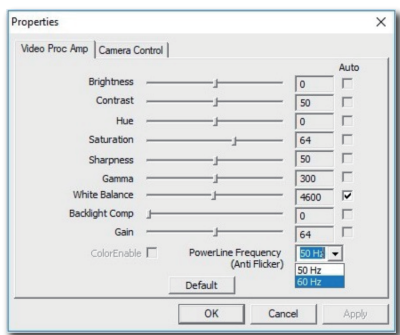 Properties
Video Proc Amp Camera Control
Auto
Brightness 0
Contrast 50
Hue 0
Saturation 64
Sharpness 50
Gamma 300
White Balance 4600
Backlight Comp 0
Gain 64
ColorEnable PowerLine Frequency 50 Hz
(Anti Flicker)
50 Hz
60 Hz
Default
OK Cancel Apply